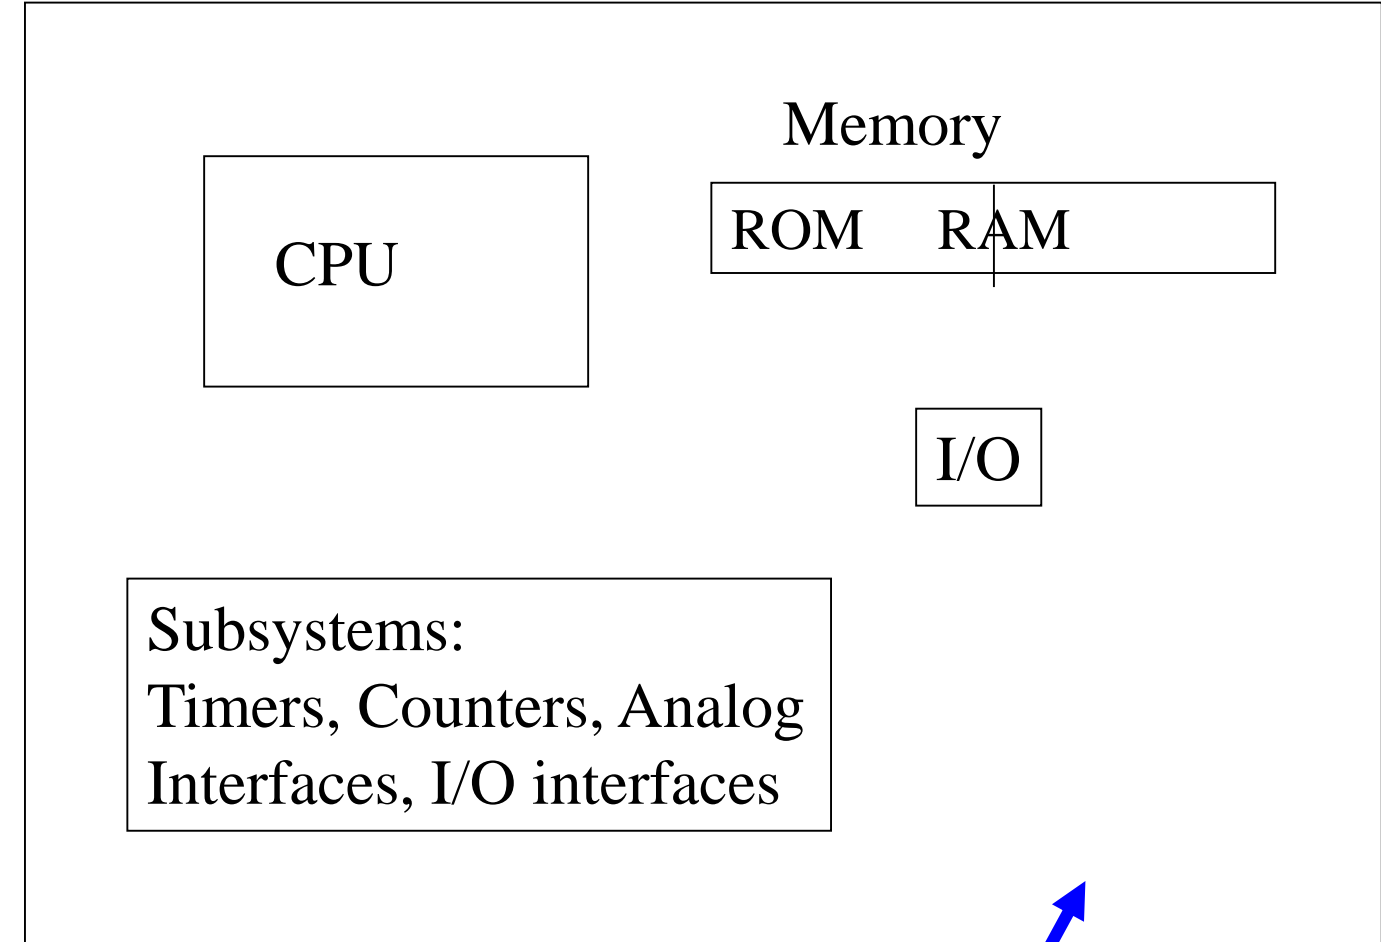 Memory
CPU
ROM RAM
I/O
Subsystems:
Timers, Counters, Analog
Interfaces, I/O interfaces